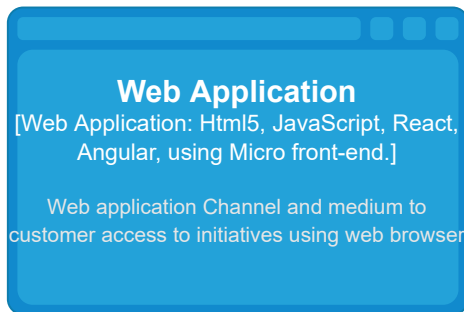 Web Application
[Web Application: Html5, JavaScript, React,
Angular, using Micro front-end.]
Web application Channel and medium to
customer access to initiatives using web browser